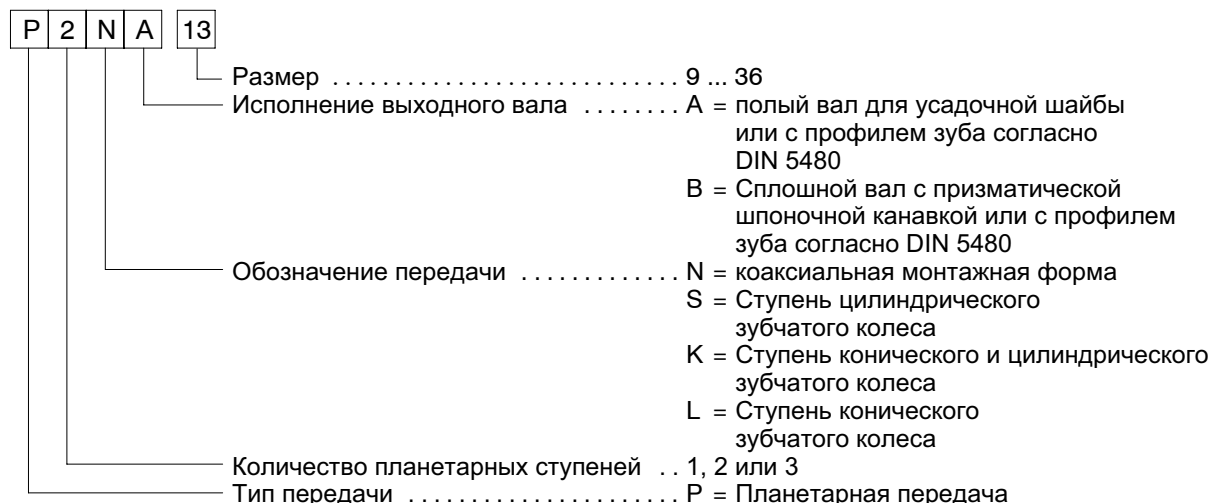 P 2 N A 13
Размер . . . . . . . . . . . . . . . . . . . . . . . . . . . . 9 ... 36
Исполнение выходного вала . . . . . . . . A = полый вал для усадочной шайбы
или с профилем зуба согласно
DIN 5480
B = Сплошной вал с призматической
шпоночной канавкой или с профилем
зуба согласно DIN 5480
Обозначение передачи . . . . . . . . . . . . . N = коаксиальная монтажная форма
S = Ступень цилиндрического
зубчатого колеса
K = Ступень конического и цилиндрического
зубчатого колеса
L = Ступень конического
зубчатого колеса
Количество планетарных ступеней . . 1, 2 или 3
Тип передачи . . . . . . . . . . . . . . . . . . . . . . P = Планетарная передача